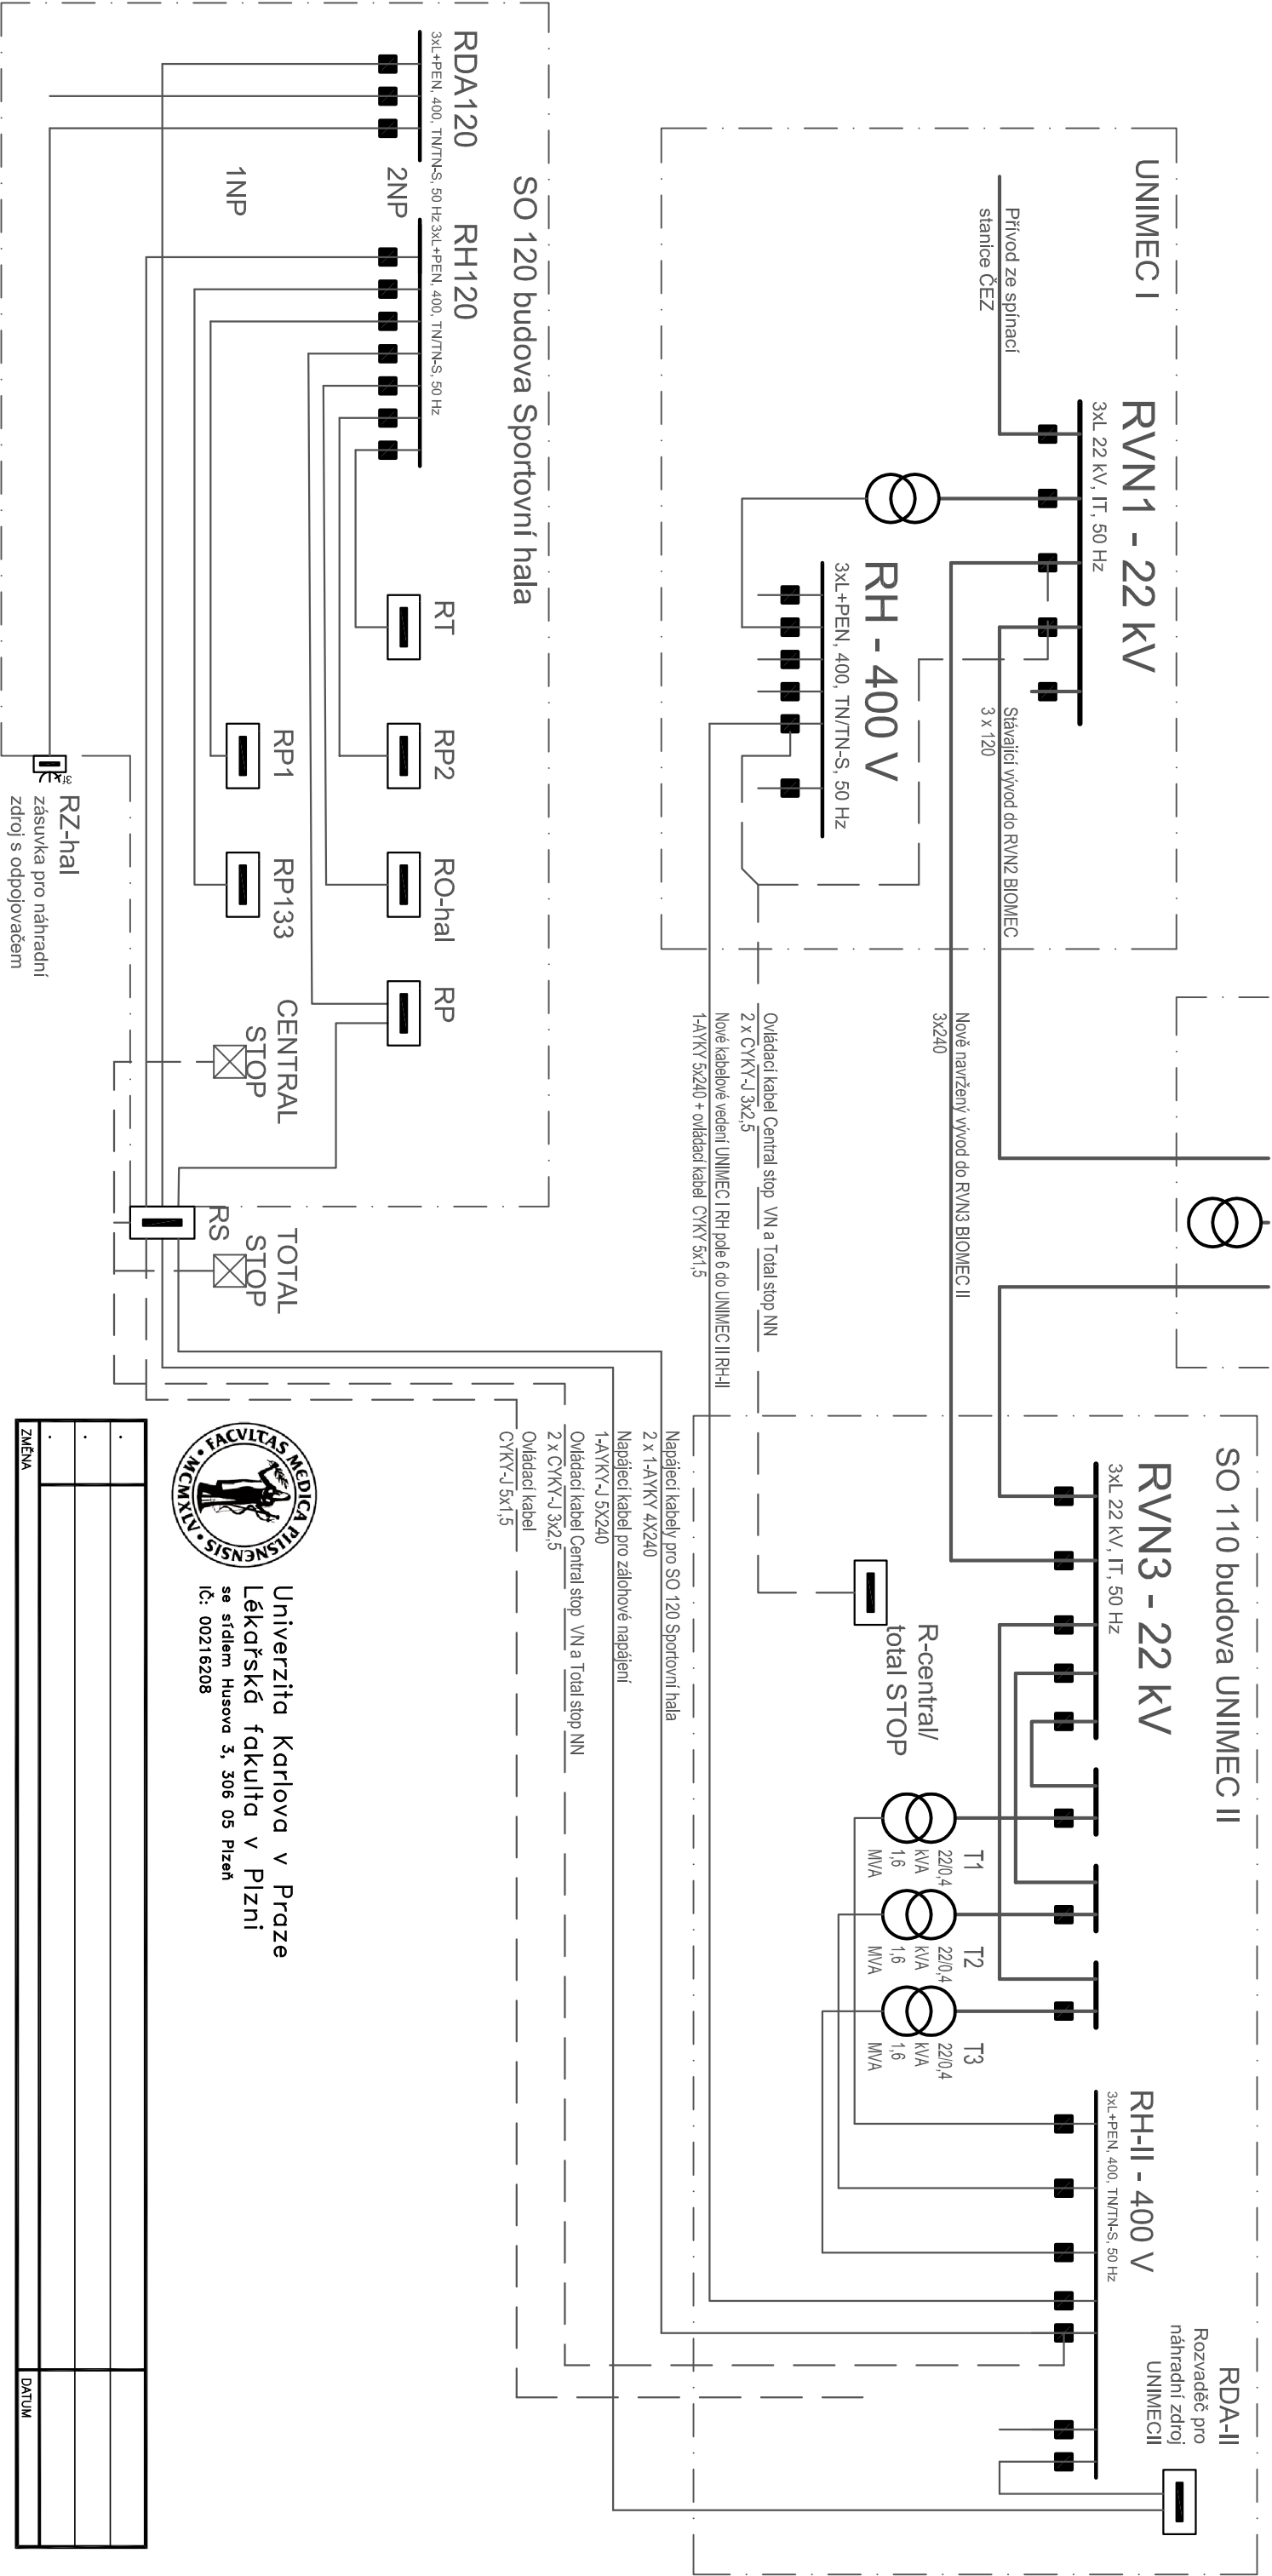 UNIMEC I
Přívod ze spínací
stanice ČEZ
RVN1 - 22 kV
3xL 22 kV, IT, 50 Hz
RH - 400 V
3xL+PEN, 400, TN/TN-S, 50 Hz
Stávající vývod do RVN2 BIOMEC
3 x 120
Nově navržený vývod do RVN3 BIOMEC II
3x240
Ovládací kabel Central stop VN a Total stop NN
2 x CYKY-J 3x2,5
Nové kabelové vedení UNIMEC I RH pole 6 do UNIMEC II RH-II
1-AYKY 5x240 + ovládací kabel CYKY 5x1,5
SO 110 budova UNIMEC II
RVN3 - 22 kV
3xL 22 kV, IT, 50 Hz
R-central/
total STOP
T1
22/0,4
kVA
1,6
MVA
T2
22/0,4
kVA
1,6
MVA
T3
22/0,4
kVA
1,6
MVA
RH-II - 400 V
3xL+PEN, 400, TN/TN-S, 50 Hz
RDA-II
Rozvaděč pro
náhradní zdroj
UNIMECII
SO 120 budova Sportovní hala
RDA120
3xL+PEN, 400, TN/TN-S, 50 Hz
RH120
3xL+PEN, 400, TN/TN-S, 50 Hz
2NP
1NP
RT
RP2
RO-hal
RP
RP1
RP133
CENTRAL
STOP
TOTAL
STOP
RS
3f
RZ-hal
zásuvka pro náhradní
zdroj s odpojovačem
Napájecí kabely pro SO 120 Sportovní hala
2 x 1-AYKY 4X240
Napájecí kabel pro zálohové napájení
1-AYKY-J 5X240
Ovládací kabel Central stop VN a Total stop NN
2 x CYKY-J 3x2,5
Ovládací kabel
CYKY-J 5x1,5
FACVLTAS MEDICA PILSNENSIS • MCMXLV •
Univerzita Karlova v Praze
Lékařská fakulta v Plzni
se sídlem Husova 3, 306 05 Plzeň
IČ: 00216208
ZMĚNA
DATUM